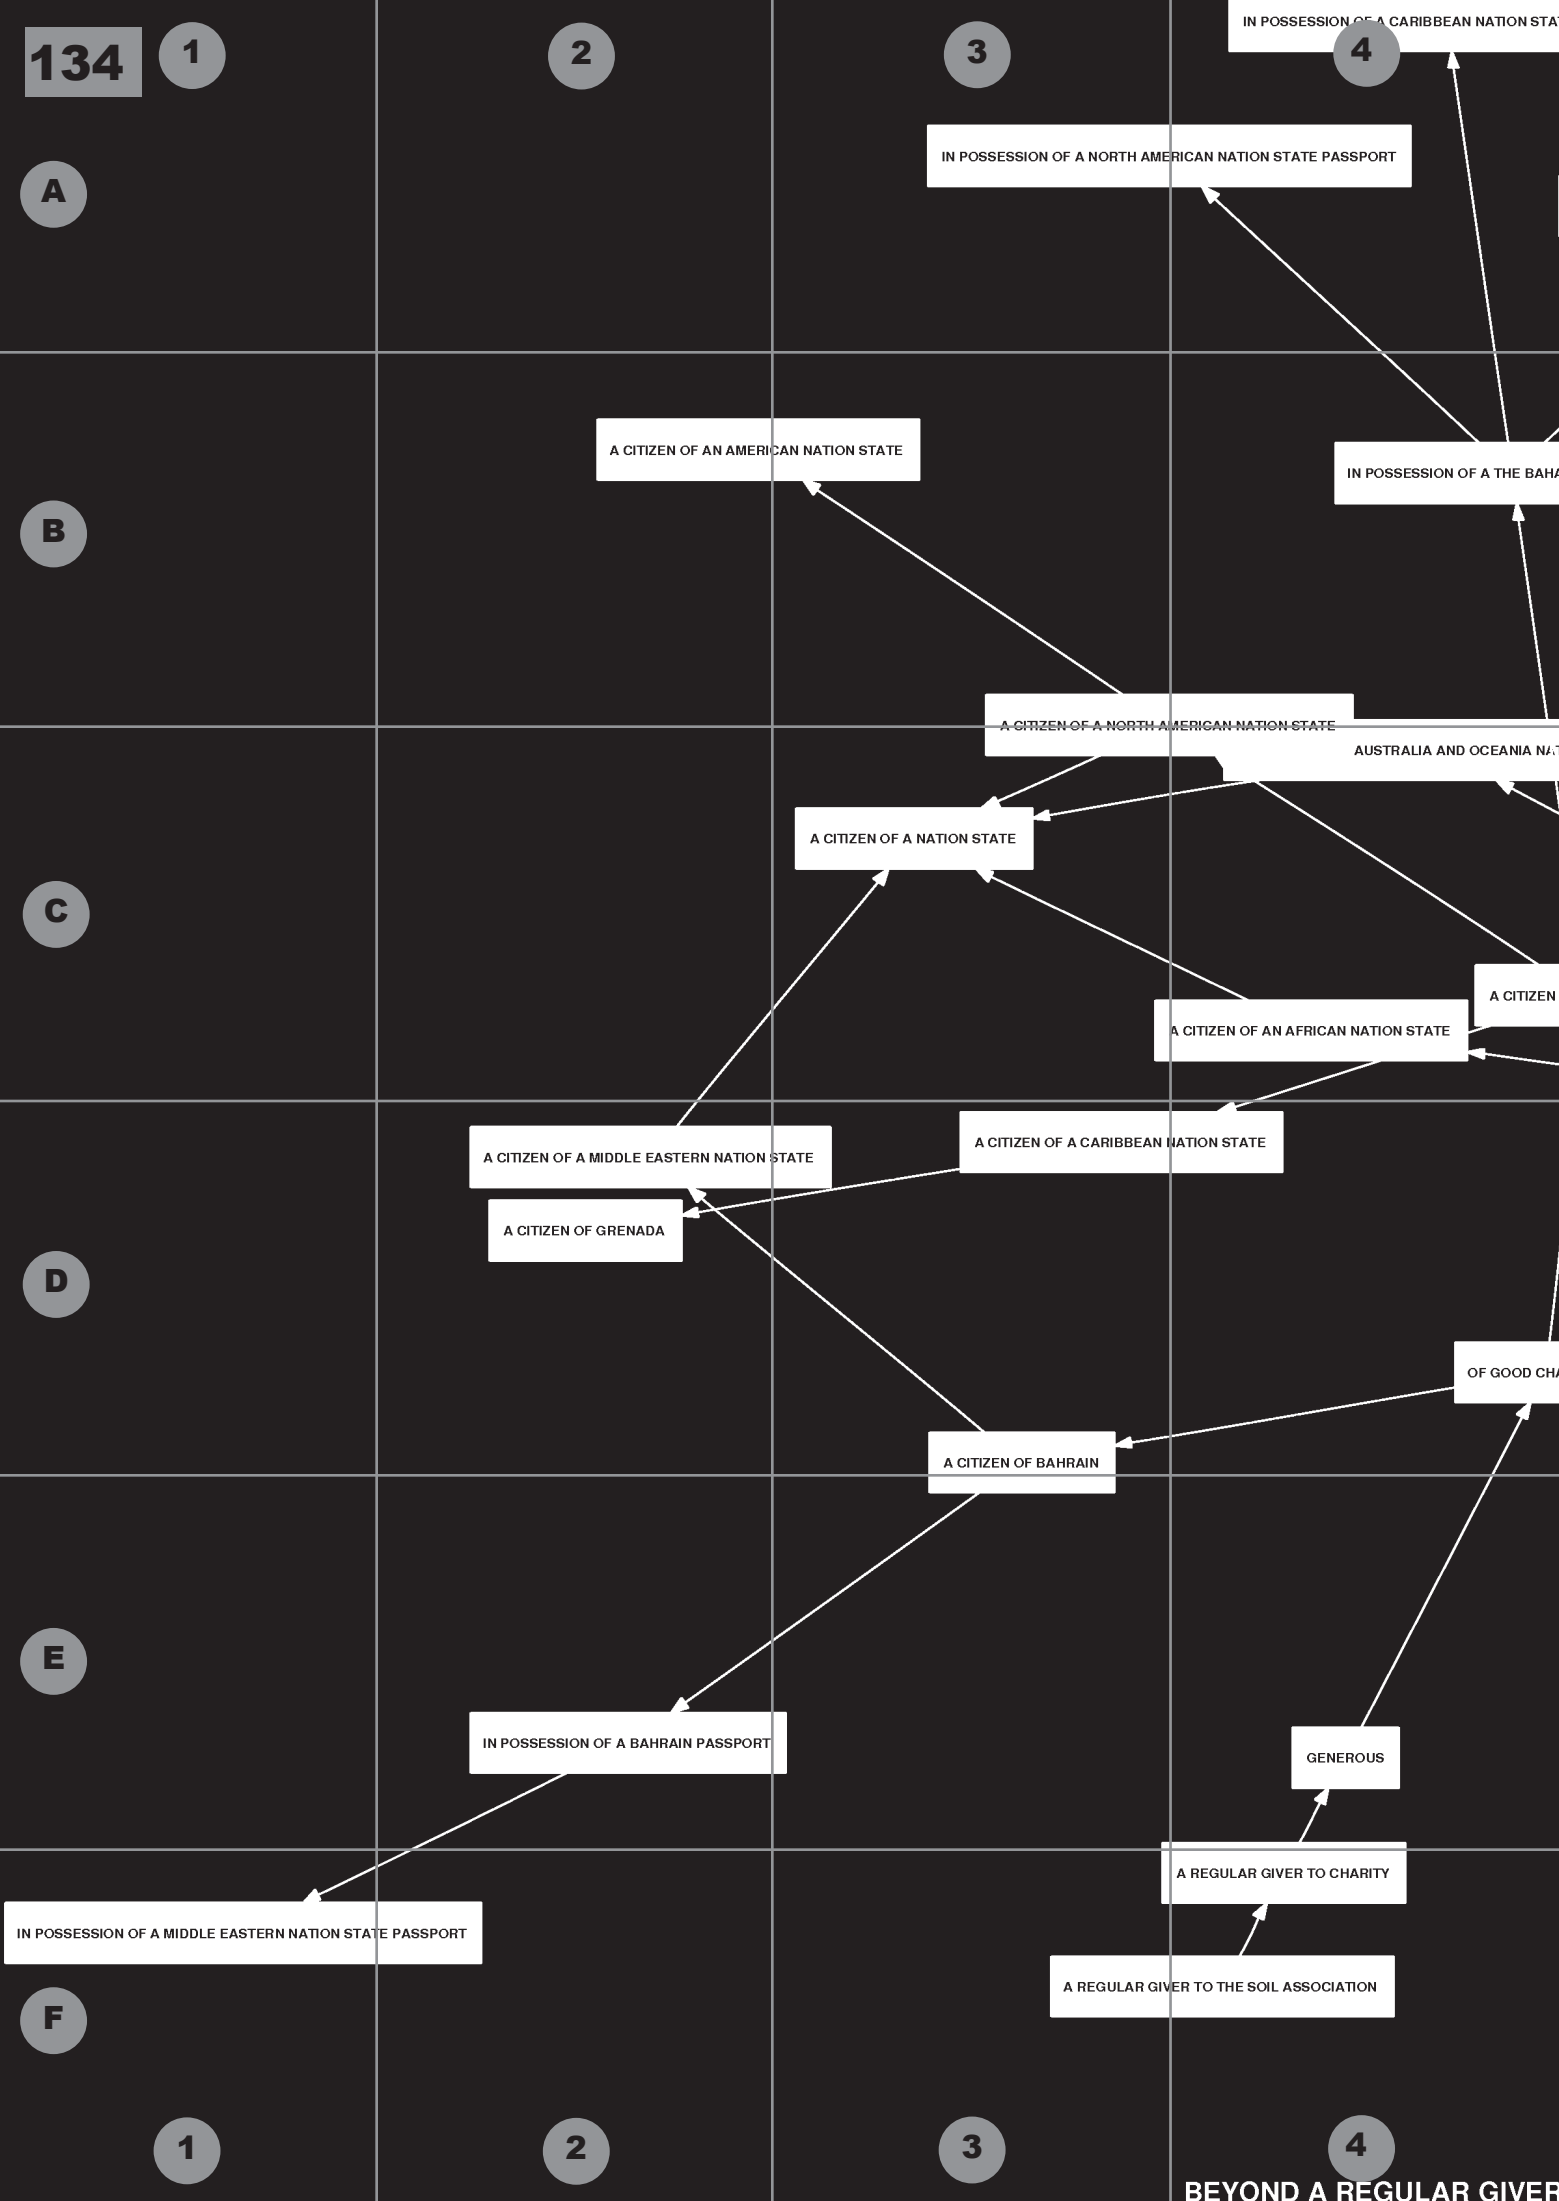 134
1
2
3
4
IN POSSESSION OF A CARIBBEAN NATION
A
IN POSSESSION OF A NORTH AMERICAN NATION STATE PASSPORT
A CITIZEN OF AN AMERICAN NATION STATE
IN POSSESSION OF A THE
B
A CITIZEN OF A NORTH AMERICAN NATION STATE
AUSTRALIA AND OCEANIA
A CITIZEN OF A NATION STATE
C
A CITIZEN
A CITIZEN OF AN AFRICAN NATION STATE
A CITIZEN OF A CARIBBEAN NATION STATE
A CITIZEN OF A MIDDLE EASTERN NATION STATE
A CITIZEN OF GRENADA
D
OF GOOD
A CITIZEN OF BAHRAIN
E
IN POSSESSION OF A BAHRAIN PASSPORT
GENEROUS
A REGULAR GIVER TO CHARITY
IN POSSESSION OF A MIDDLE EASTERN NATION STATE PASSPORT
A REGULAR GIVER TO THE SOIL ASSOCIATION
F
1
2
3
4
BEYOND A REGULAR GIVER